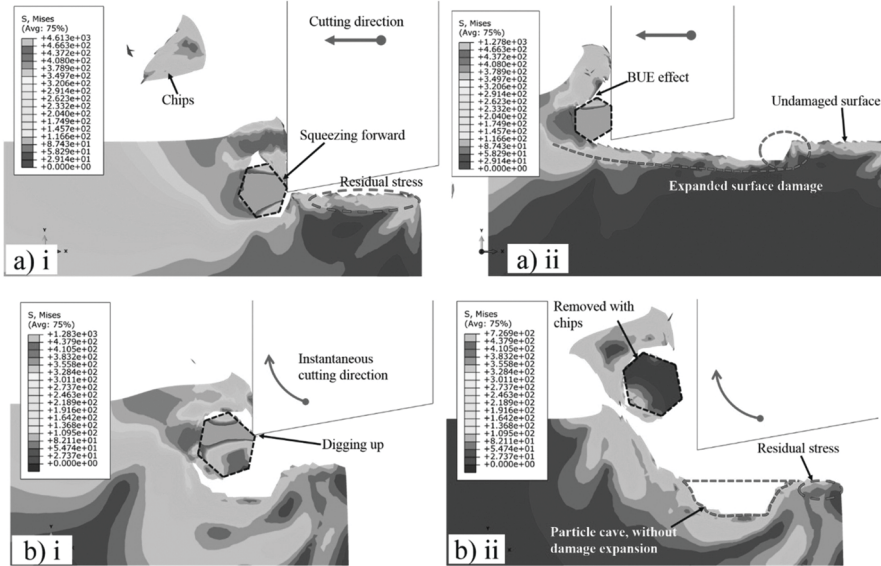 S, Mises
(Avg: 75%)
+4.613e+03
+4.663e+02
+4.372e+02
+4.080e+02
+3.789e+02
+3.497e+02
+3.206e+02
+2.914e+02
+2.623e+02
+2.332e+02
+2.040e+02
+1.749e+02
+1.457e+02
+1.166e+02
+8.743e+01
+5.829e+01
+2.914e+01
+0.000e+00
Cutting direction
Chips
Squeezing forward
Residual stress
a) i
S, Mises
(Avg: 75%)
+1.278e+03
+4.663e+02
+4.372e+02
+4.080e+02
+3.789e+02
+3.497e+02
+3.206e+02
+2.914e+02
+2.623e+02
+2.332e+02
+2.040e+02
+1.749e+02
+1.457e+02
+1.166e+02
+8.743e+01
+5.829e+01
+2.914e+01
+0.000e+00
BUE effect
Undamaged surface
Expanded surface damage
a) ii
S, Mises
(Avg: 75%)
+1.283e+03
+4.379e+02
+4.105e+02
+3.832e+02
+3.558e+02
+3.284e+02
+3.011e+02
+2.737e+02
+2.463e+02
+2.189e+02
+1.916e+02
+1.642e+02
+1.368e+02
+1.095e+02
+8.211e+01
+5.474e+01
+2.737e+01
+0.000e+00
Instantaneous
cutting direction
Digging up
b) i
S, Mises
(Avg: 75%)
+7.269e+02
+4.379e+02
+4.105e+02
+3.832e+02
+3.558e+02
+3.284e+02
+3.011e+02
+2.737e+02
+2.463e+02
+2.189e+02
+1.916e+02
+1.642e+02
+1.368e+02
+1.095e+02
+8.211e+01
+5.474e+01
+2.737e+01
+0.000e+00
Removed with
chips
Residual stress
Particle cave, without
damage expansion
b) ii